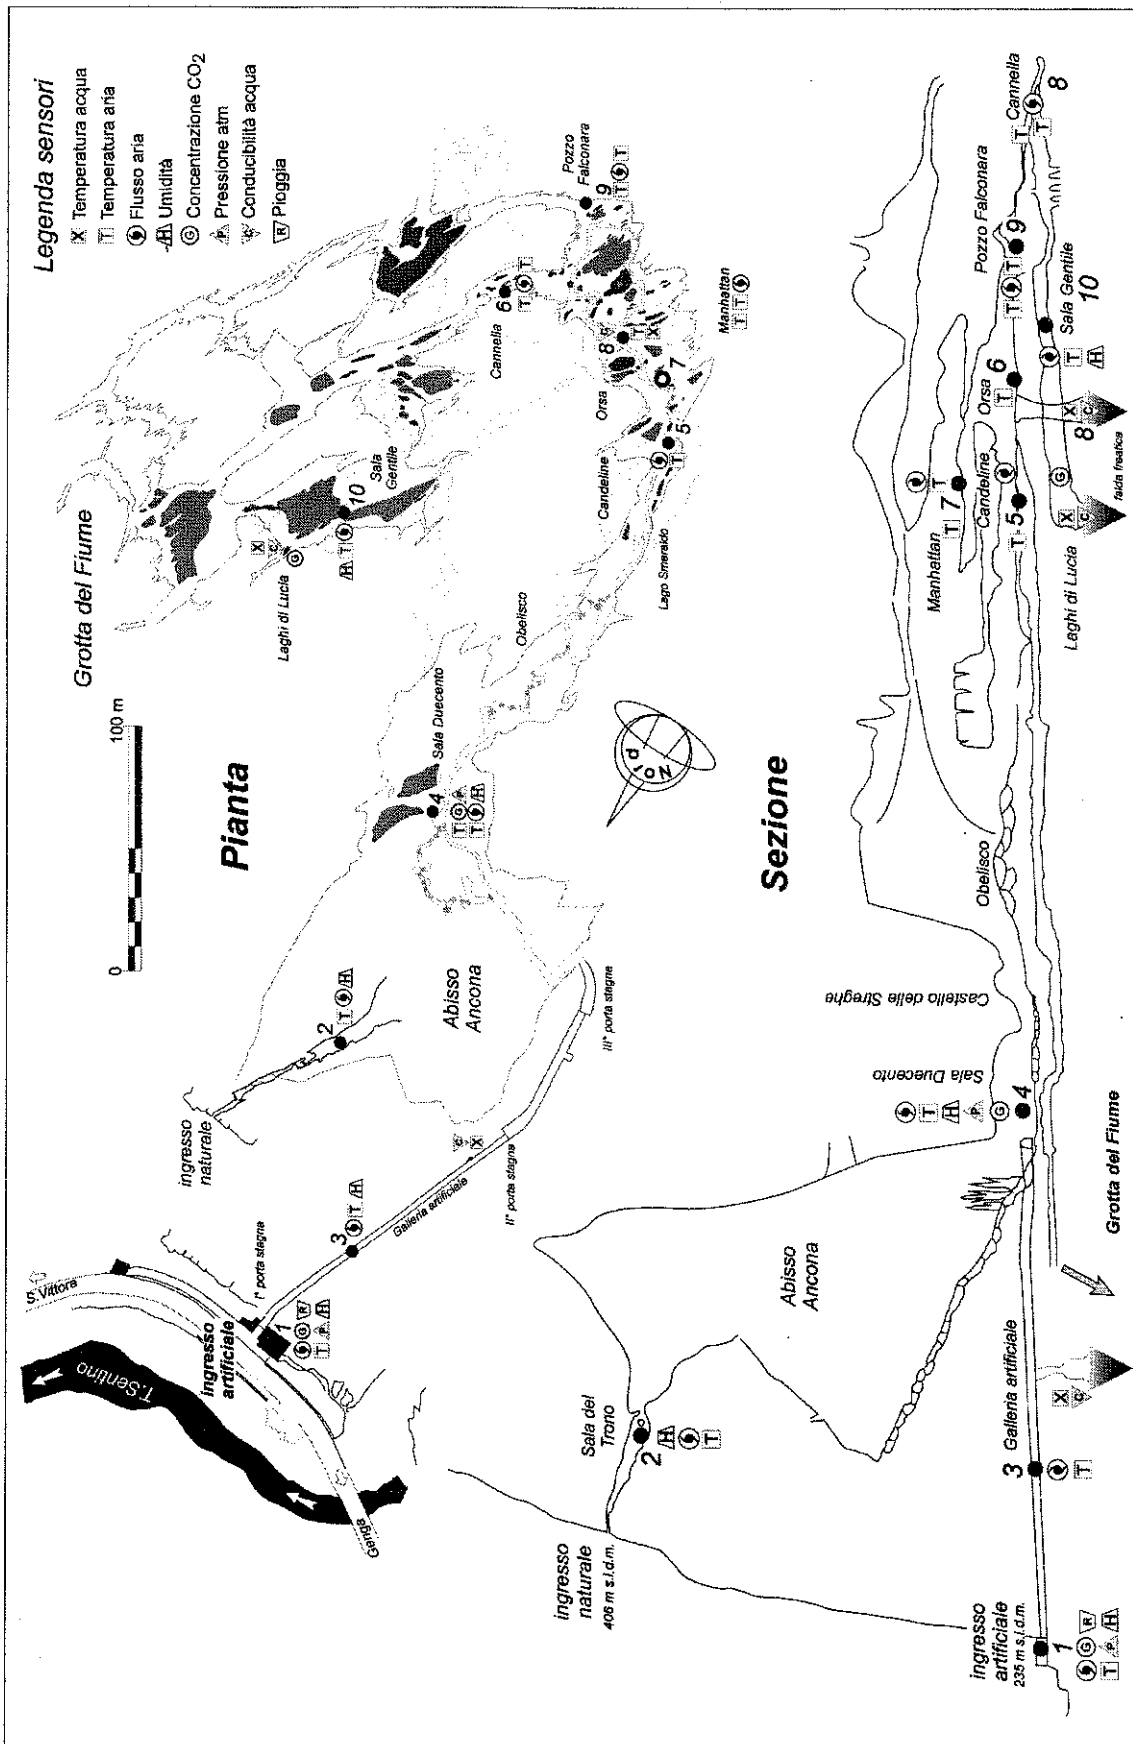 Legenda sensori
X Temperatura acqua
T Temperatura aria
Flusso aria
H Umidità
G Concentrazione CO2
P Pressione atm
C Conducibilità acqua
R Pioggia
Grotta del Fiume
0 100 m
Pianta
T. Sentino
S. Vittora
Genga
ingresso
artificiale
1
G R
T P H
I° porta stagna
3
T H
Galleria artificiale
C
X
II° porta stagna
III° porta stagna
ingresso
naturale
2
T H
Abisso
Ancona
4
Sala Duecento
T G P
T H
Obelisco
Lago Smeraldo
Candeline
5
T
Orsa
7
Manhattan
T T
8
C
T
X
Cannella
6
T T
Pozzo
Falconara
9
T T
Sala
Gentile
10
H T
X
C
G
Laghi di Lucia
Nord
Sezione
ingresso
naturale
406 m s.l.d.m.
Sala del
Trono
2
H
T
Abisso
Ancona
ingresso
artificiale
235 m s.l.d.m.
1
G R
T P H
3
T
Galleria artificiale
X
C
Grotta del Fiume
Sala Duecento
T
H
P
G
4
Castello delle Streghe
Obelisco
Manhattan
T
7
T
Candeline
T
5
Orsa
6
T
Pozzo Falconara
T T
9
Cannella
T
T
8
Sala Gentile
10
T
H
Laghi di Lucia
X
C
G
X
C
8
falda freatica